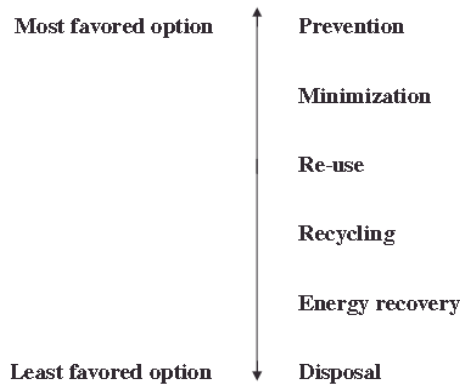 Most favored option Prevention
Minimization
Re-use
Recycling
Energy recovery
Least favored option Disposal